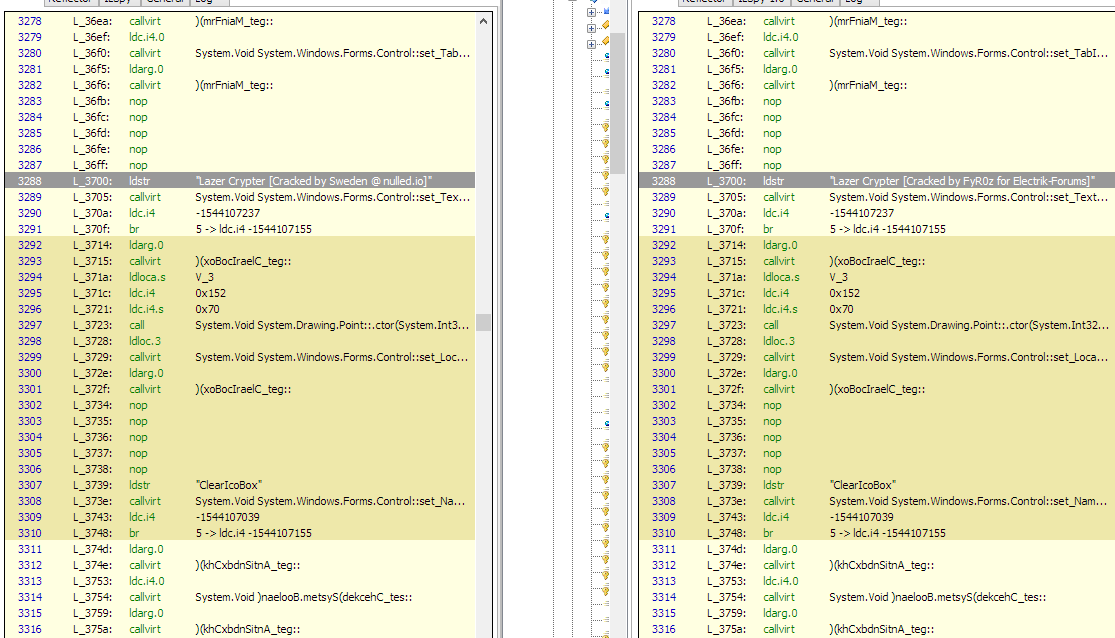 Reflector IL Spy General Log
3278 L_36ea: callvirt )(mrFniaM_teg::
3279 L_36ef: ldc.i4.0
3280 L_36f0: callvirt System.Void System.Windows.Forms.Control::set_Tab...
3281 L_36f5: ldarg.0
3282 L_36f6: callvirt )(mrFniaM_teg::
3283 L_36fb: nop
3284 L_36fc: nop
3285 L_36fd: nop
3286 L_36fe: nop
3287 L_36ff: nop
3288 L_3700: ldstr "Lazer Crypter [Cracked by Sweden @ nulled.io]"
3289 L_3705: callvirt System.Void System.Windows.Forms.Control::set_Tex...
3290 L_370a: ldc.i4 -1544107237
3291 L_370f: br 5 -> ldc.i4 -1544107155
3292 L_3714: ldarg.0
3293 L_3715: callvirt )(xoBocIraelC_teg::
3294 L_371a: ldloca.s V_3
3295 L_371c: ldc.i4 0x152
3296 L_3721: ldc.i4.s 0x70
3297 L_3723: call System.Void System.Drawing.Point::.ctor(System.Int3...
3298 L_3728: ldloc.3
3299 L_3729: callvirt System.Void System.Windows.Forms.Control::set_Loc...
3300 L_372e: ldarg.0
3301 L_372f: callvirt )(xoBocIraelC_teg::
3302 L_3734: nop
3303 L_3735: nop
3304 L_3736: nop
3305 L_3737: nop
3306 L_3738: nop
3307 L_3739: ldstr "ClearIcoBox"
3308 L_373e: callvirt System.Void System.Windows.Forms.Control::set_Na...
3309 L_3743: ldc.i4 -1544107039
3310 L_3748: br 5 -> ldc.i4 -1544107155
3311 L_374d: ldarg.0
3312 L_374e: callvirt )(khCxbdnSitnA_teg::
3313 L_3753: ldc.i4.0
3314 L_3754: callvirt System.Void )naelooB.metsyS(dekcehC_tes::
3315 L_3759: ldarg.0
3316 L_375a: callvirt )(khCxbdnSitnA_teg::
General Log
3278 L_36ea: callvirt )(mrFniaM_teg::
3279 L_36ef: ldc.i4.0
3280 L_36f0: callvirt System.Void System.Windows.Forms.Control::set_TabI...
3281 L_36f5: ldarg.0
3282 L_36f6: callvirt )(mrFniaM_teg::
3283 L_36fb: nop
3284 L_36fc: nop
3285 L_36fd: nop
3286 L_36fe: nop
3287 L_36ff: nop
3288 L_3700: ldstr "Lazer Crypter [Cracked by FyR0z for Electrik-Forums]"
3289 L_3705: callvirt System.Void System.Windows.Forms.Control::set_Text...
3290 L_370a: ldc.i4 -1544107237
3291 L_370f: br 5 -> ldc.i4 -1544107155
3292 L_3714: ldarg.0
3293 L_3715: callvirt )(xoBocIraelC_teg::
3294 L_371a: ldloca.s V_3
3295 L_371c: ldc.i4 0x152
3296 L_3721: ldc.i4.s 0x70
3297 L_3723: call System.Void System.Drawing.Point::.ctor(System.Int32...
3298 L_3728: ldloc.3
3299 L_3729: callvirt System.Void System.Windows.Forms.Control::set_Loca...
3300 L_372e: ldarg.0
3301 L_372f: callvirt )(xoBocIraelC_teg::
3302 L_3734: nop
3303 L_3735: nop
3304 L_3736: nop
3305 L_3737: nop
3306 L_3738: nop
3307 L_3739: ldstr "ClearIcoBox"
3308 L_373e: callvirt System.Void System.Windows.Forms.Control::set_Nam...
3309 L_3743: ldc.i4 -1544107039
3310 L_3748: br 5 -> ldc.i4 -1544107155
3311 L_374d: ldarg.0
3312 L_374e: callvirt )(khCxbdnSitnA_teg::
3313 L_3753: ldc.i4.0
3314 L_3754: callvirt System.Void )naelooB.metsyS(dekcehC_tes::
3315 L_3759: ldarg.0
3316 L_375a: callvirt )(khCxbdnSitnA_teg::